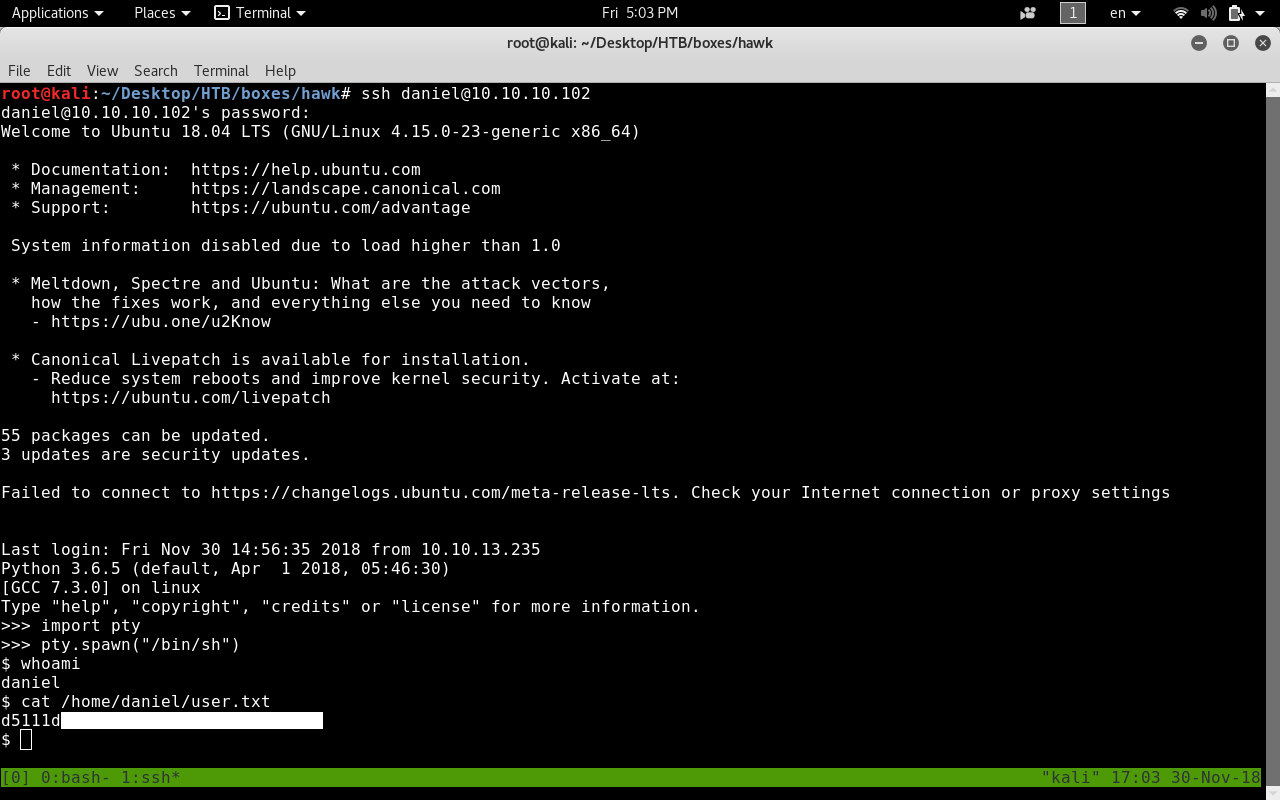 Applications Places Terminal Fri 5:03 PM 1 en
root@kali: ~/Desktop/HTB/boxes/hawk
File Edit View Search Terminal Help
root@kali:~/Desktop/HTB/boxes/hawk# ssh daniel@10.10.10.102
daniel@10.10.10.102's password:
Welcome to Ubuntu 18.04 LTS (GNU/Linux 4.15.0-23-generic x86_64)
* Documentation:  https://help.ubuntu.com
* Management:     https://landscape.canonical.com
* Support:        https://ubuntu.com/advantage
System information disabled due to load higher than 1.0
* Meltdown, Spectre and Ubuntu: What are the attack vectors,
how the fixes work, and everything else you need to know
- https://ubu.one/u2Know
* Canonical Livepatch is available for installation.
- Reduce system reboots and improve kernel security. Activate at:
https://ubuntu.com/livepatch
55 packages can be updated.
3 updates are security updates.
Failed to connect to https://changelogs.ubuntu.com/meta-release-lts. Check your Internet connection or proxy settings
Last login: Fri Nov 30 14:56:35 2018 from 10.10.13.235
Python 3.6.5 (default, Apr  1 2018, 05:46:30)
[GCC 7.3.0] on linux
Type "help", "copyright", "credits" or "license" for more information.
>>> import pty
>>> pty.spawn("/bin/sh")
$ whoami
daniel
$ cat /home/daniel/user.txt
d5111d
$
[0] 0:bash- 1:ssh* "kali" 17:03 30-Nov-18